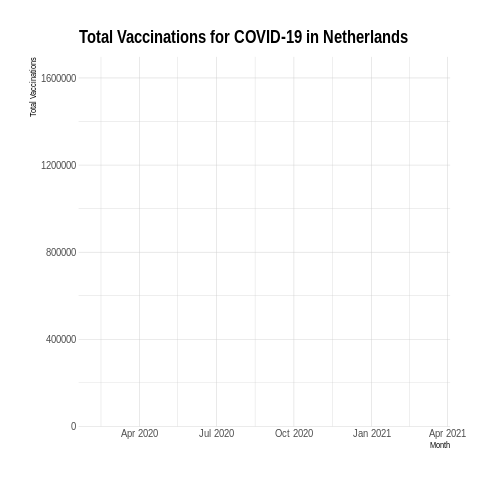 Total Vaccinations for COVID-19 in Netherlands
Total Vaccinations
1600000
1200000
800000
400000
0
Apr 2020 Jul 2020 Oct 2020 Jan 2021 Apr 2021
Month